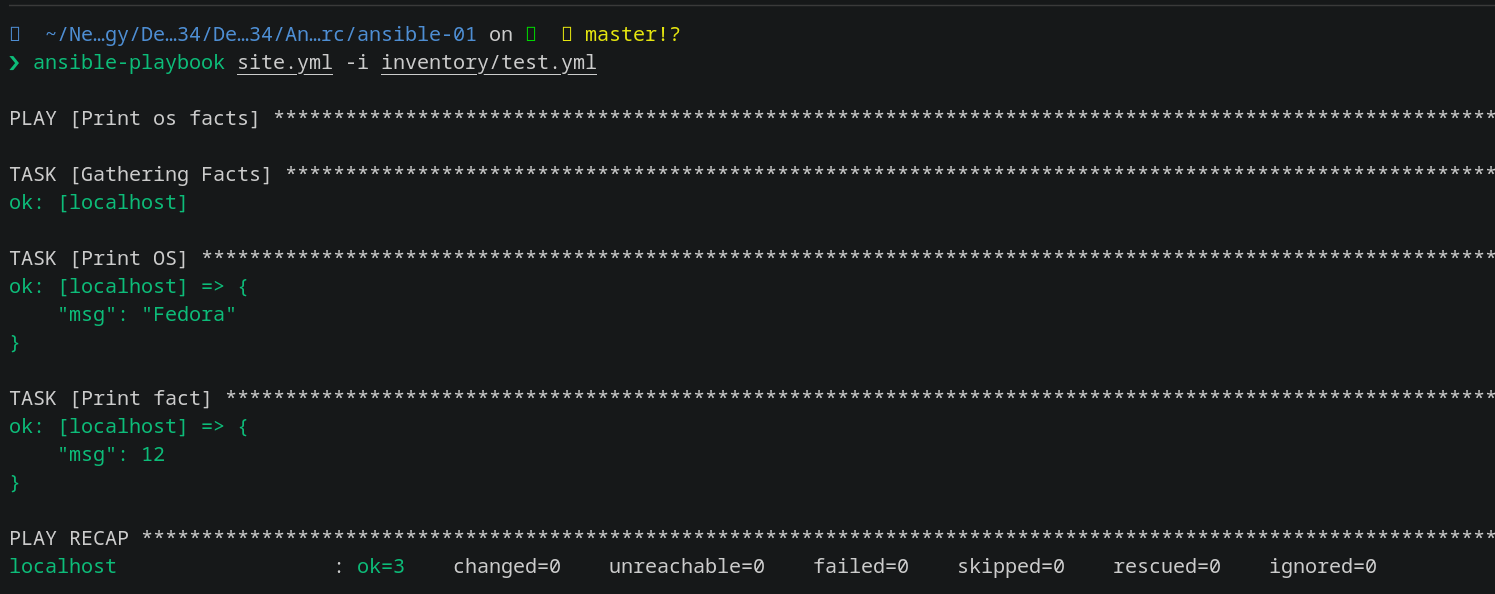 ~/Ne…gy/De…34/De…34/An…rc/ansible-01 on master!?
❯ ansible-playbook site.yml -i inventory/test.yml
PLAY [Print os facts] ******************************************************************************************************
TASK [Gathering Facts] *****************************************************************************************************
ok: [localhost]
TASK [Print OS] ************************************************************************************************************
ok: [localhost] => {
    "msg": "Fedora"
}
TASK [Print fact] **********************************************************************************************************
ok: [localhost] => {
    "msg": 12
}
PLAY RECAP *****************************************************************************************************************
localhost                  : ok=3    changed=0    unreachable=0    failed=0    skipped=0    rescued=0    ignored=0